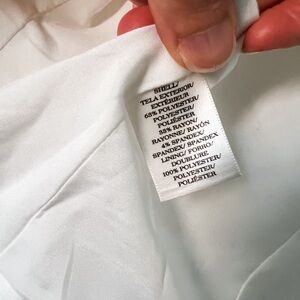 SHELL/
TELA EXTERIOR/
EXTÉRIEUR
63% POLYESTER/
POLYESTER/
POLIÉSTER
33% RAYON/
RAYONNE/ RAYÓN
4% SPANDEX/
SPANDEX/ SPANDEX
LINING/ FORRO/
DOUBLURE
100% POLYESTER/
POLYESTER/
POLIÉSTER